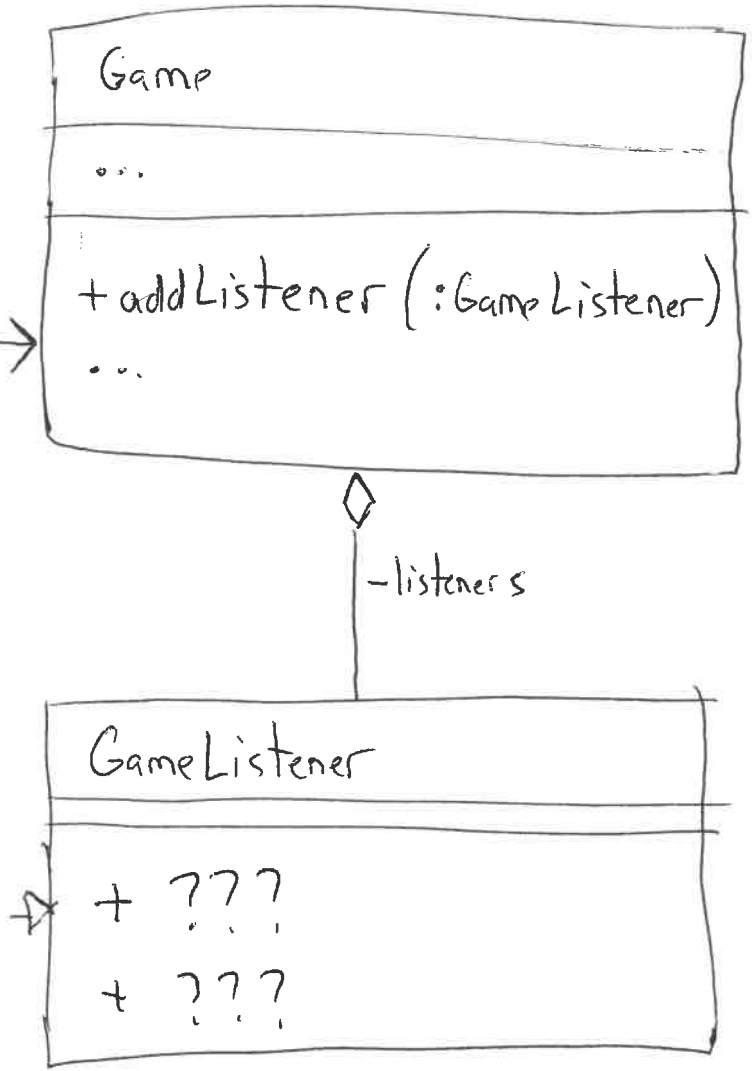 Game
...
+ addListener (:GameListener)
...
-listeners
GameListener
+ ???
+ ???